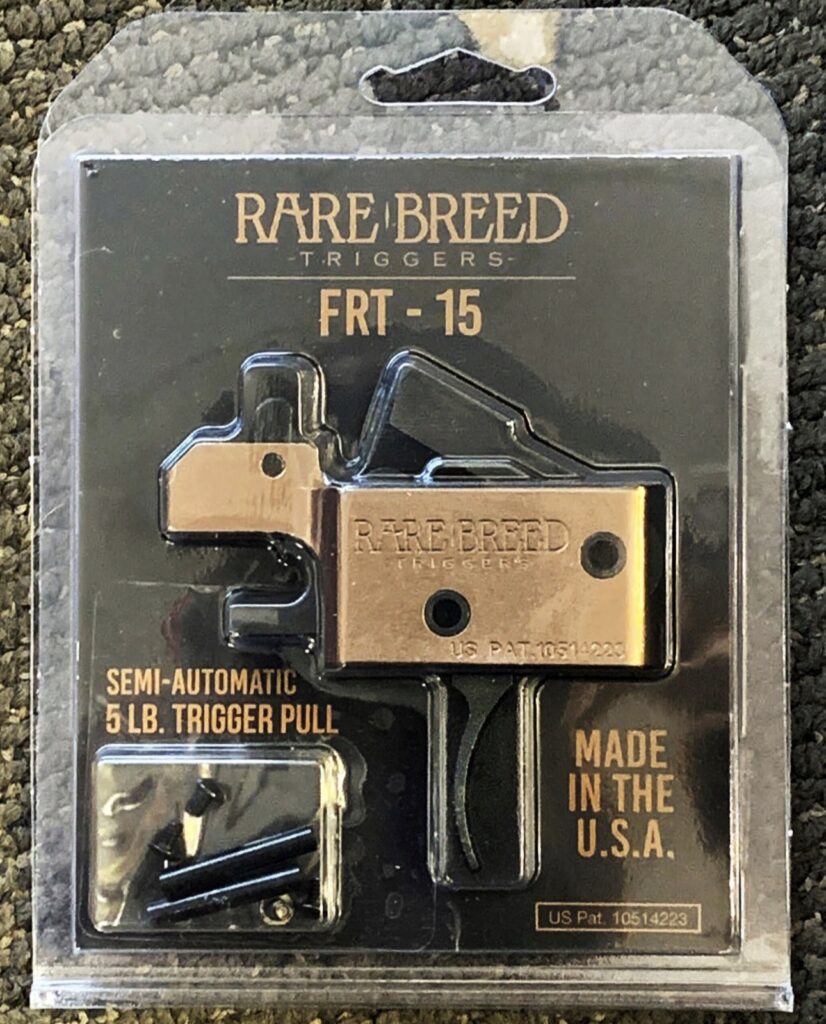 RARE BREED
-TRIGGERS-
FRT - 15
RARE BREED
TRIGGERS
US PAT.10514223
SEMI-AUTOMATIC
5 LB. TRIGGER PULL
MADE
IN THE
U.S.A.
US Pat. 10514223